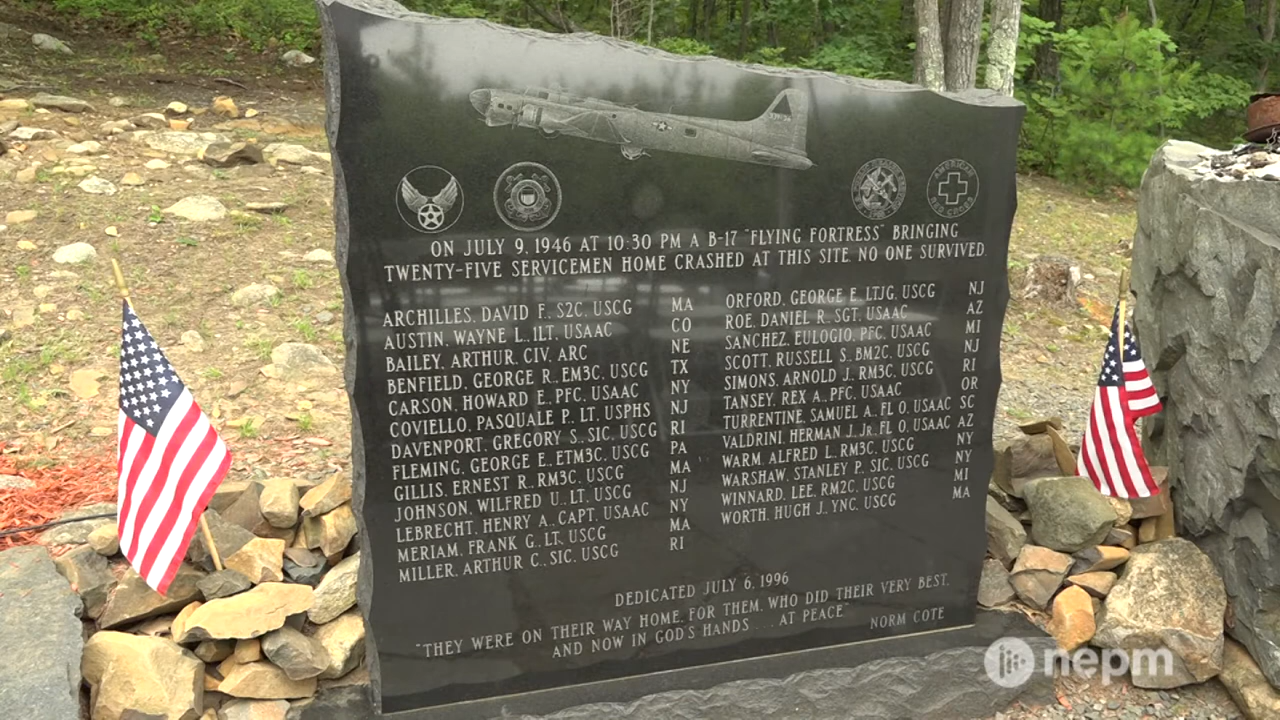 ON JULY 9, 1946 AT 10:30 PM A B-17 "FLYING FORTRESS" BRINGING
TWENTY-FIVE SERVICEMEN HOME CRASHED AT THIS SITE. NO ONE SURVIVED.
ARCHILLES, DAVID F., S2C, USCG MA
AUSTIN, WAYNE L., 1LT, USAAC CO
BAILEY, ARTHUR, CIV, ARC NE
BENFIELD, GEORGE R., EM3C, USCG TX
CARSON, HOWARD E., PFC, USAAC NY
COVIELLO, PASQUALE P., LT, USPHS NJ
DAVENPORT, GREGORY S., S1C, USCG RI
FLEMING, GEORGE E., ETM3C, USCG PA
GILLIS, ERNEST R., RM3C, USCG MA
JOHNSON, WILFRED U., LT, USCG NJ
LEBRECHT, HENRY A., CAPT, USAAC NY
MERIAM, FRANK G., LT, USCG MA
MILLER, ARTHUR C., S1C, USCG RI
ORFORD, GEORGE E., LTJG, USCG NJ
ROE, DANIEL R., SGT, USAAC AZ
SANCHEZ, EULOGIO, PFC, USAAC MI
SCOTT, RUSSELL S., BM2C, USCG NJ
SIMONS, ARNOLD J., RM3C, USCG RI
TANSEY, REX A., PFC, USAAC OR
TURRENTINE, SAMUEL A., FL O, USAAC SC
VALDRINI, HERMAN J., Jr, FL O, USAAC AZ
WARM, ALFRED L., RM3C, USCG NY
WARSHAW, STANLEY P., S1C, USCG NY
WINNARD, LEE, RM2C, USCG MI
WORTH, HUGH J., YNC, USCG MA
DEDICATED JULY 6, 1996
"THEY WERE ON THEIR WAY HOME, FOR THEM, WHO DID THEIR VERY BEST,
AND NOW IN GOD'S HANDS . . . AT PEACE"
NORM COTE
AMERICAN
RED CROSS
nepm